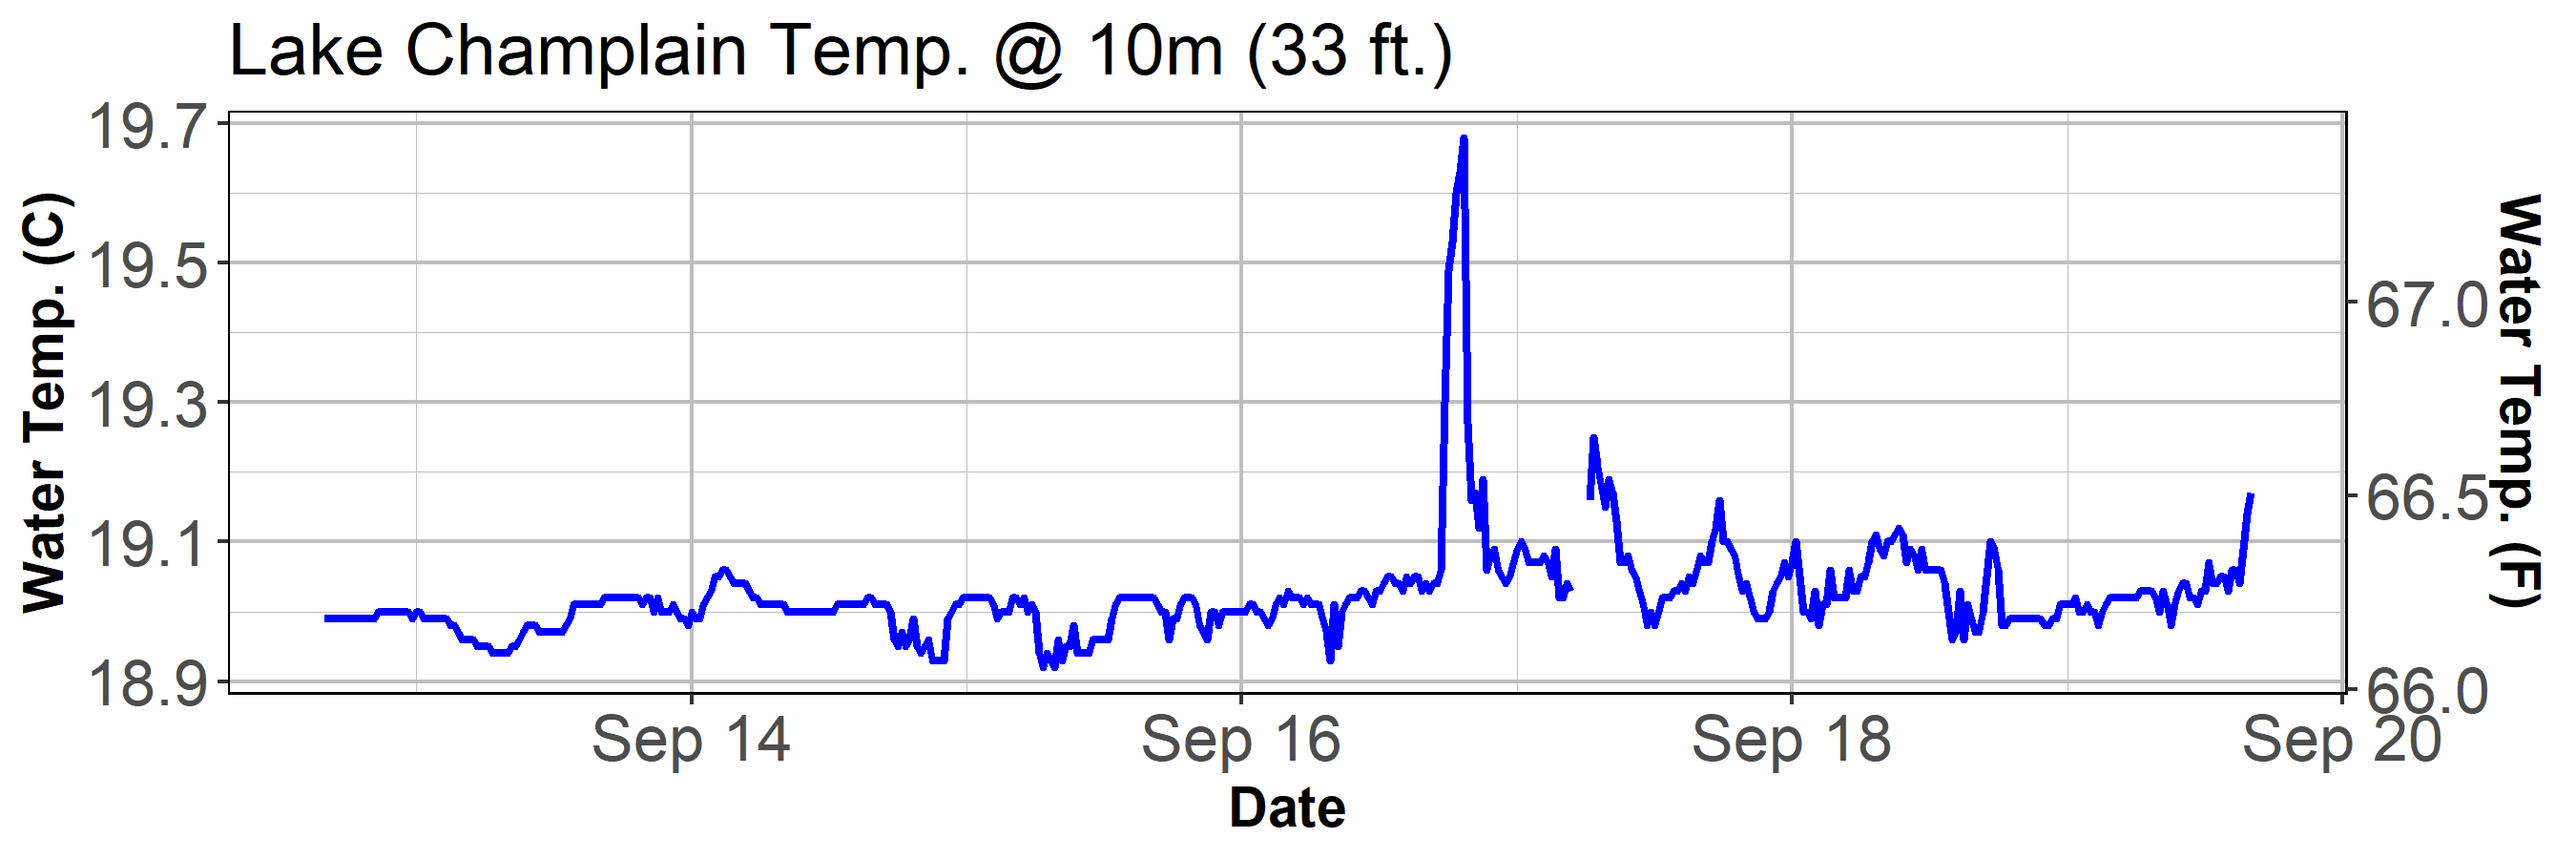 Lake Champlain Temp. @ 10m (33 ft.)
Water Temp. (C)
19.7
19.5
19.3
19.1
18.9
67.0
66.5
66.0
Water Temp. (F)
Sep 14
Sep 16
Sep 18
Sep 20
Date